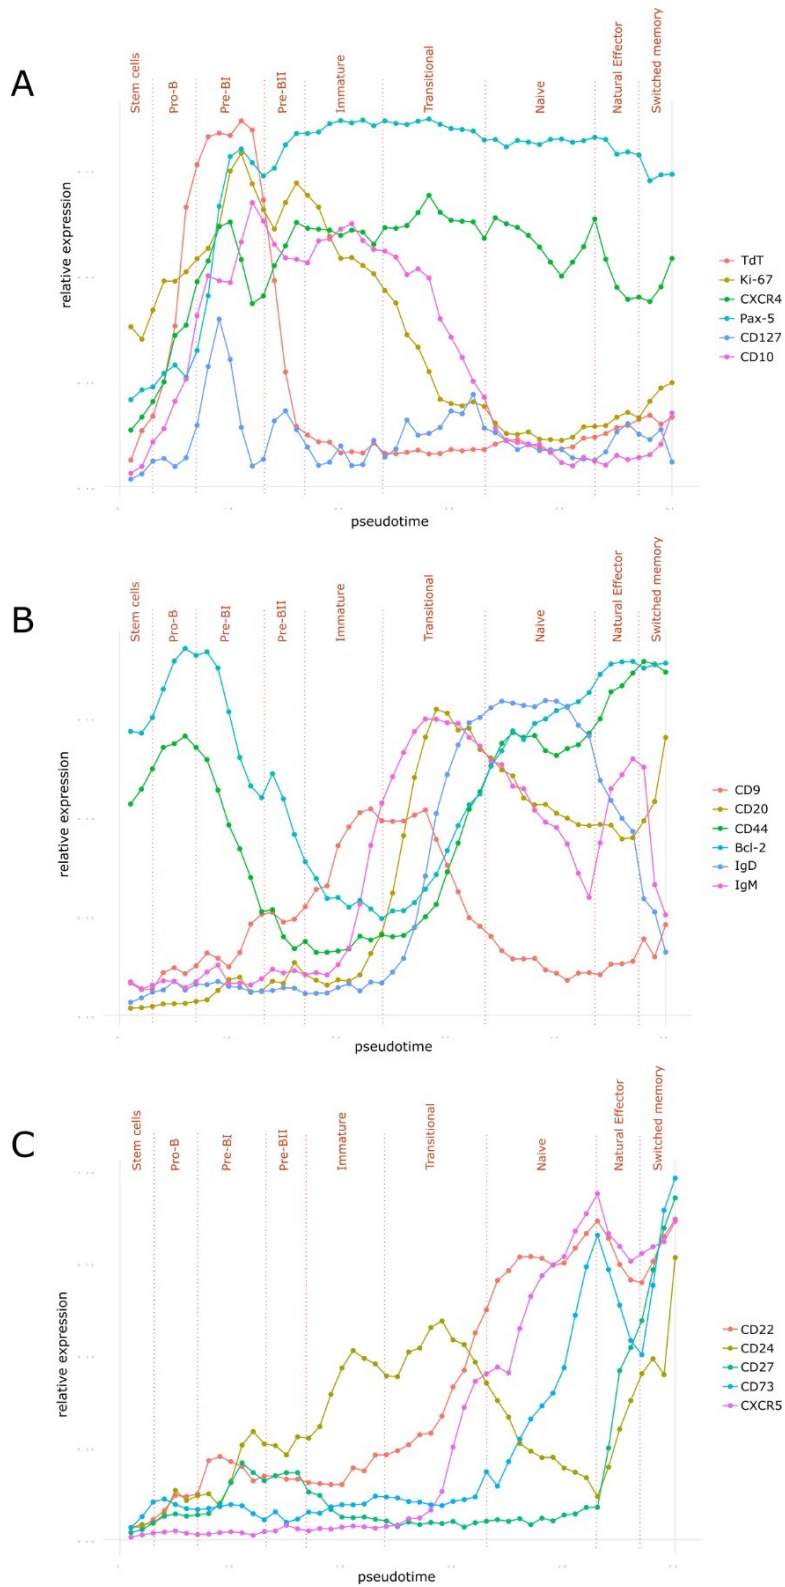 A
Stem cells
Pro-B
Pre-BI
Pre-BII
Immature
Transitional
Naive
Natural Effector
Switched memory
relative expression
TdT
Ki-67
CXCR4
Pax-5
CD127
CD10
pseudotime
B
Stem cells
Pro-B
Pre-BI
Pre-BII
Immature
Transitional
Naive
Natural Effector
Switched memory
relative expression
CD9
CD20
CD44
Bcl-2
IgD
IgM
pseudotime
C
Stem cells
Pro-B
Pre-BI
Pre-BII
Immature
Transitional
Naive
Natural Effector
Switched memory
relative expression
CD22
CD24
CD27
CD73
CXCR5
pseudotime